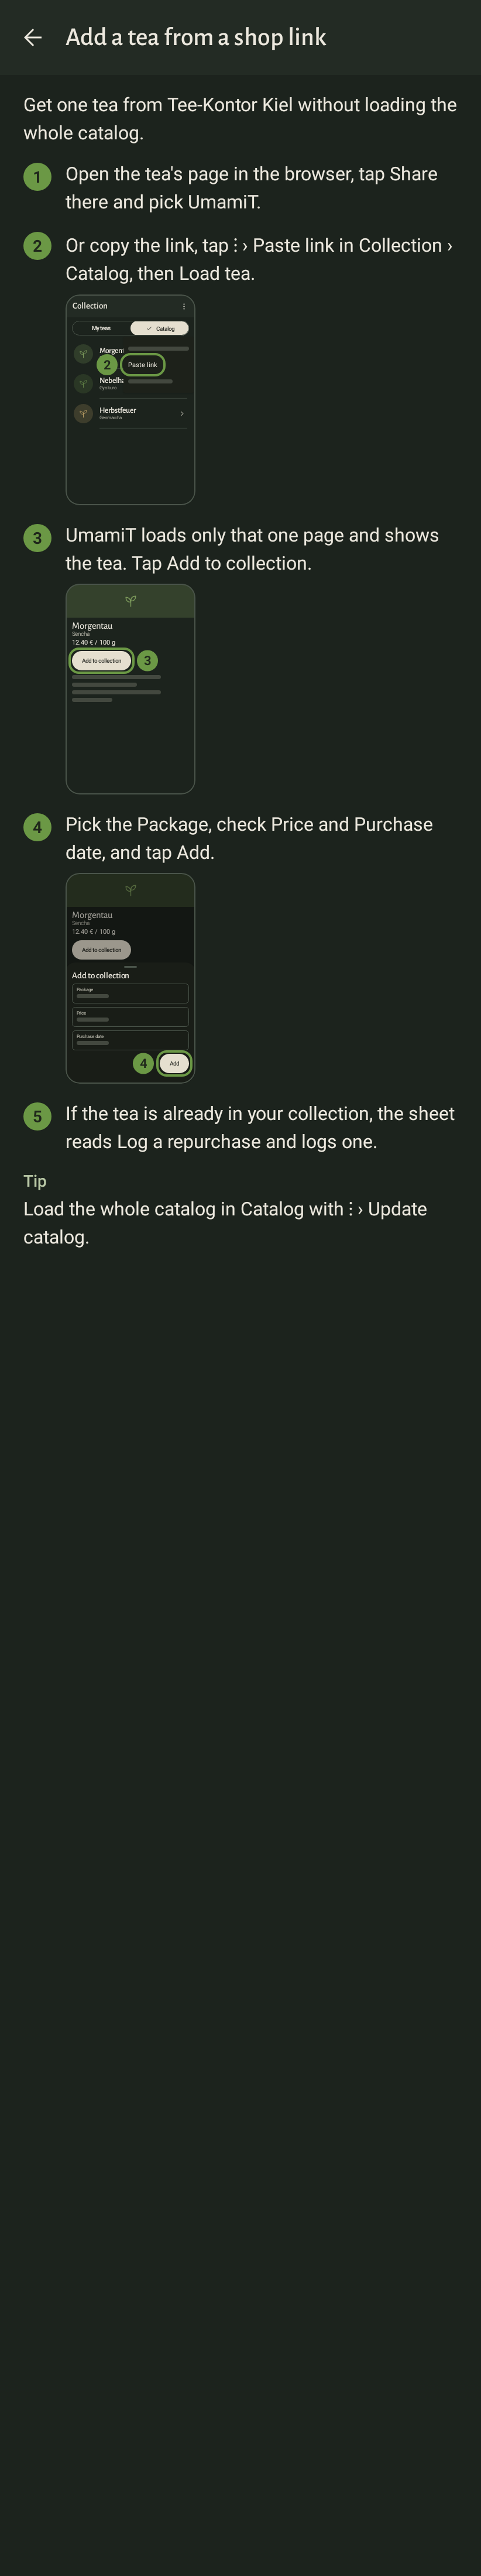 Add a tea from a shop link
Get one tea from Tee-Kontor Kiel without loading the
whole catalog.
1 Open the tea's page in the browser, tap Share
there and pick UmamiT.
2 Or copy the link, tap ⋮ › Paste link in Collection ›
Catalog, then Load tea.
Collection
My teas Catalog
Morgent
2 Paste link
Nebelha
Gyokuro
Herbstfeuer
3 UmamiT loads only that one page and shows
the tea. Tap Add to collection.
Morgentau
Sencha
12.40 € / 100 g
Add to collection 3
4 Pick the Package, check Price and Purchase
date, and tap Add.
Morgentau
Sencha
12.40 € / 100 g
Add to collection
Add to collection
Package
Price
Purchase date
4 Add
5 If the tea is already in your collection, the sheet
reads Log a repurchase and logs one.
Tip
Load the whole catalog in Catalog with ⋮ › Update
catalog.